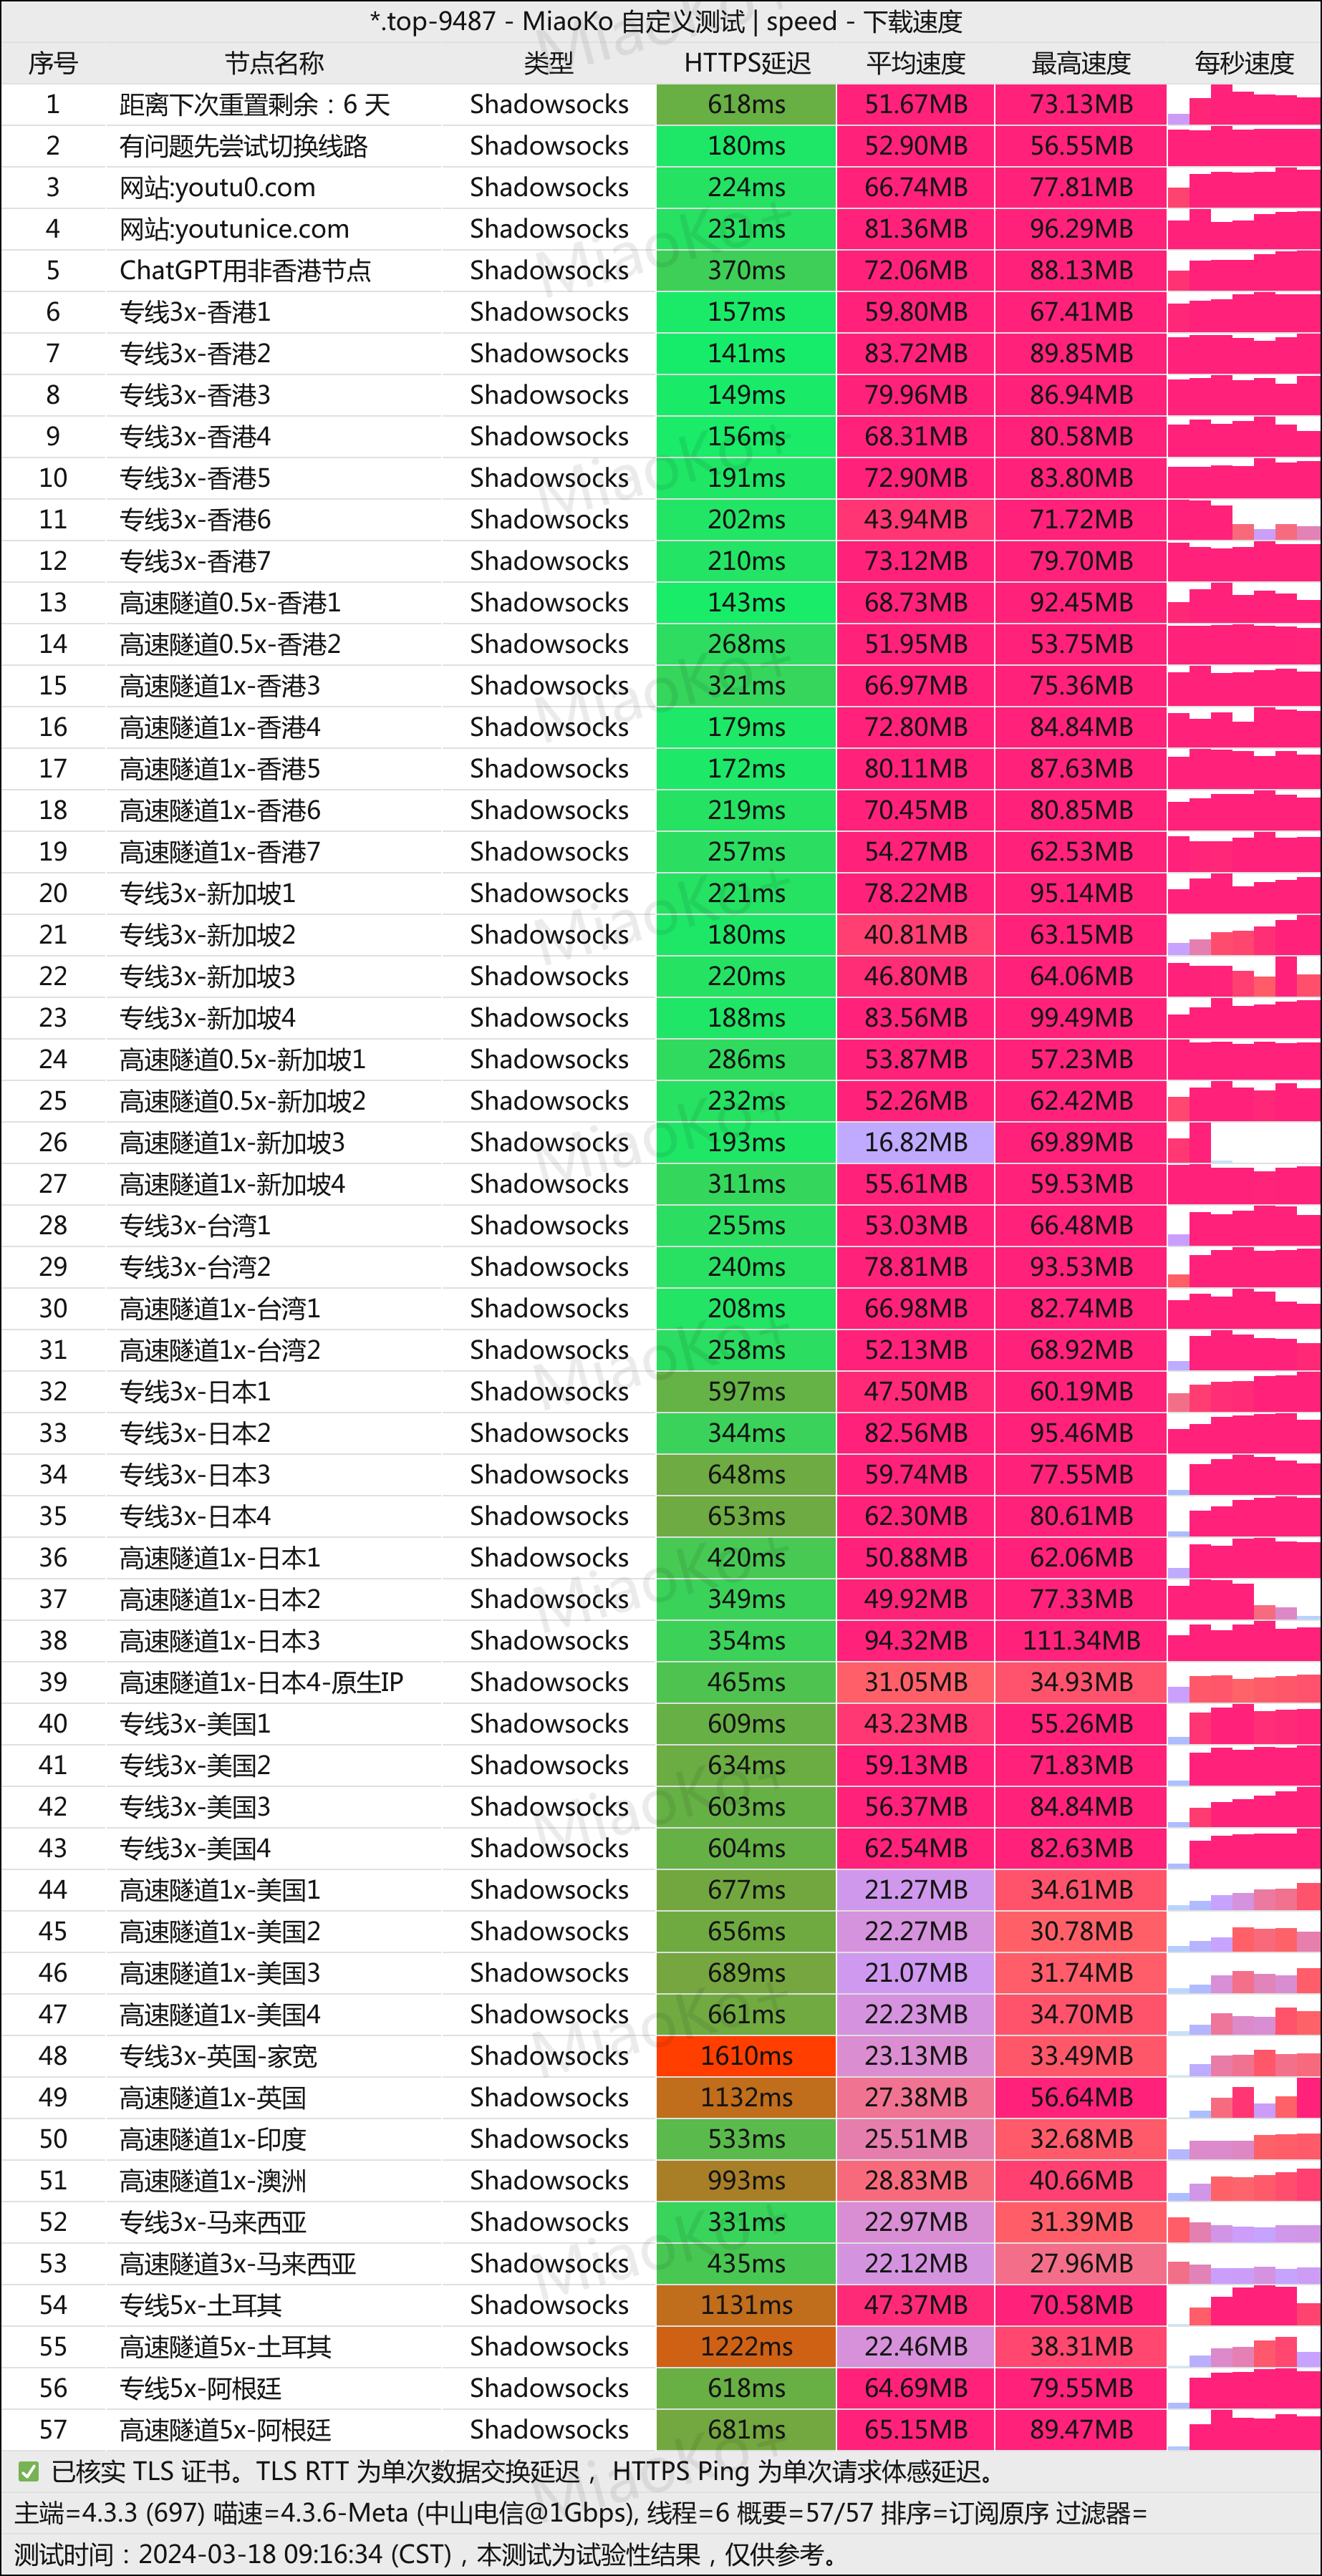 *.top-9487 - MiaoKo 自定义测试 | speed - 下载速度
序号 节点名称 类型 HTTPS延迟 平均速度 最高速度 每秒速度
1 距离下次重置剩余：6 天 Shadowsocks 618ms 51.67MB 73.13MB
2 有问题先尝试切换线路 Shadowsocks 180ms 52.90MB 56.55MB
3 网站:youtu0.com Shadowsocks 224ms 66.74MB 77.81MB
4 网站:youtunice.com Shadowsocks 231ms 81.36MB 96.29MB
5 ChatGPT用非香港节点 Shadowsocks 370ms 72.06MB 88.13MB
6 专线3x-香港1 Shadowsocks 157ms 59.80MB 67.41MB
7 专线3x-香港2 Shadowsocks 141ms 83.72MB 89.85MB
8 专线3x-香港3 Shadowsocks 149ms 79.96MB 86.94MB
9 专线3x-香港4 Shadowsocks 156ms 68.31MB 80.58MB
10 专线3x-香港5 Shadowsocks 191ms 72.90MB 83.80MB
11 专线3x-香港6 Shadowsocks 202ms 43.94MB 71.72MB
12 专线3x-香港7 Shadowsocks 210ms 73.12MB 79.70MB
13 高速隧道0.5x-香港1 Shadowsocks 143ms 68.73MB 92.45MB
14 高速隧道0.5x-香港2 Shadowsocks 268ms 51.95MB 53.75MB
15 高速隧道1x-香港3 Shadowsocks 321ms 66.97MB 75.36MB
16 高速隧道1x-香港4 Shadowsocks 179ms 72.80MB 84.84MB
17 高速隧道1x-香港5 Shadowsocks 172ms 80.11MB 87.63MB
18 高速隧道1x-香港6 Shadowsocks 219ms 70.45MB 80.85MB
19 高速隧道1x-香港7 Shadowsocks 257ms 54.27MB 62.53MB
20 专线3x-新加坡1 Shadowsocks 221ms 78.22MB 95.14MB
21 专线3x-新加坡2 Shadowsocks 180ms 40.81MB 63.15MB
22 专线3x-新加坡3 Shadowsocks 220ms 46.80MB 64.06MB
23 专线3x-新加坡4 Shadowsocks 188ms 83.56MB 99.49MB
24 高速隧道0.5x-新加坡1 Shadowsocks 286ms 53.87MB 57.23MB
25 高速隧道0.5x-新加坡2 Shadowsocks 232ms 52.26MB 62.42MB
26 高速隧道1x-新加坡3 Shadowsocks 193ms 16.82MB 69.89MB
27 高速隧道1x-新加坡4 Shadowsocks 311ms 55.61MB 59.53MB
28 专线3x-台湾1 Shadowsocks 255ms 53.03MB 66.48MB
29 专线3x-台湾2 Shadowsocks 240ms 78.81MB 93.53MB
30 高速隧道1x-台湾1 Shadowsocks 208ms 66.98MB 82.74MB
31 高速隧道1x-台湾2 Shadowsocks 258ms 52.13MB 68.92MB
32 专线3x-日本1 Shadowsocks 597ms 47.50MB 60.19MB
33 专线3x-日本2 Shadowsocks 344ms 82.56MB 95.46MB
34 专线3x-日本3 Shadowsocks 648ms 59.74MB 77.55MB
35 专线3x-日本4 Shadowsocks 653ms 62.30MB 80.61MB
36 高速隧道1x-日本1 Shadowsocks 420ms 50.88MB 62.06MB
37 高速隧道1x-日本2 Shadowsocks 349ms 49.92MB 77.33MB
38 高速隧道1x-日本3 Shadowsocks 354ms 94.32MB 111.34MB
39 高速隧道1x-日本4-原生IP Shadowsocks 465ms 31.05MB 34.93MB
40 专线3x-美国1 Shadowsocks 609ms 43.23MB 55.26MB
41 专线3x-美国2 Shadowsocks 634ms 59.13MB 71.83MB
42 专线3x-美国3 Shadowsocks 603ms 56.37MB 84.84MB
43 专线3x-美国4 Shadowsocks 604ms 62.54MB 82.63MB
44 高速隧道1x-美国1 Shadowsocks 677ms 21.27MB 34.61MB
45 高速隧道1x-美国2 Shadowsocks 656ms 22.27MB 30.78MB
46 高速隧道1x-美国3 Shadowsocks 689ms 21.07MB 31.74MB
47 高速隧道1x-美国4 Shadowsocks 661ms 22.23MB 34.70MB
48 专线3x-英国-家宽 Shadowsocks 1610ms 23.13MB 33.49MB
49 高速隧道1x-英国 Shadowsocks 1132ms 27.38MB 56.64MB
50 高速隧道1x-印度 Shadowsocks 533ms 25.51MB 32.68MB
51 高速隧道1x-澳洲 Shadowsocks 993ms 28.83MB 40.66MB
52 专线3x-马来西亚 Shadowsocks 331ms 22.97MB 31.39MB
53 高速隧道3x-马来西亚 Shadowsocks 435ms 22.12MB 27.96MB
54 专线5x-土耳其 Shadowsocks 1131ms 47.37MB 70.58MB
55 高速隧道5x-土耳其 Shadowsocks 1222ms 22.46MB 38.31MB
56 专线5x-阿根廷 Shadowsocks 618ms 64.69MB 79.55MB
57 高速隧道5x-阿根廷 Shadowsocks 681ms 65.15MB 89.47MB
✅ 已核实 TLS 证书。TLS RTT 为单次数据交换延迟， HTTPS Ping 为单次请求体感延迟。
主端=4.3.3 (697) 喵速=4.3.6-Meta (中山电信@1Gbps), 线程=6 概要=57/57 排序=订阅原序 过滤器=
测试时间：2024-03-18 09:16:34 (CST)，本测试为试验性结果，仅供参考。